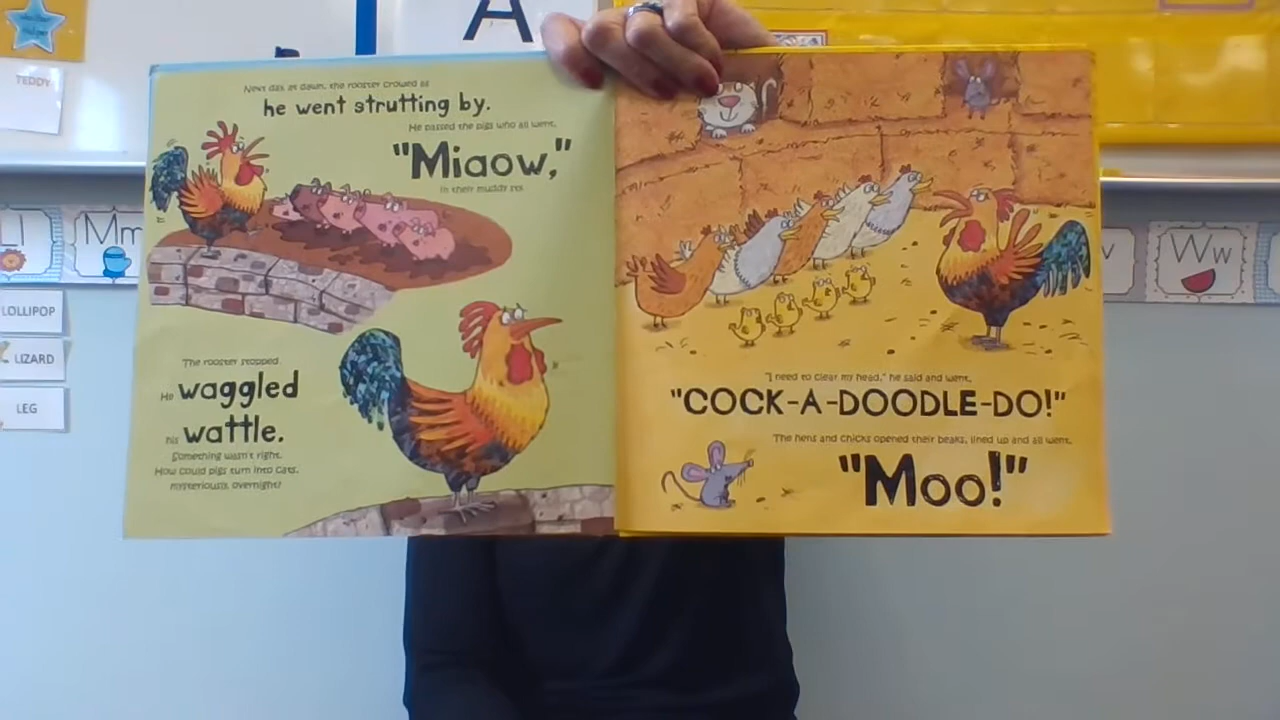 A
TEDDY
Mm
LOLLIPOP
LIZARD
LEG
Ww
Next day at dawn, the rooster crowed as
he went strutting by.
He passed the pigs who all went,
"Miaow,"
in their muddy sty.
The rooster stopped.
He waggled
his wattle.
Something wasn't right.
How could pigs turn into cats,
mysteriously, overnight?
"I need to clear my head," he said and went,
"COCK-A-DOODLE-DO!"
The hens and chicks opened their beaks, lined up and all went,
"Moo!"